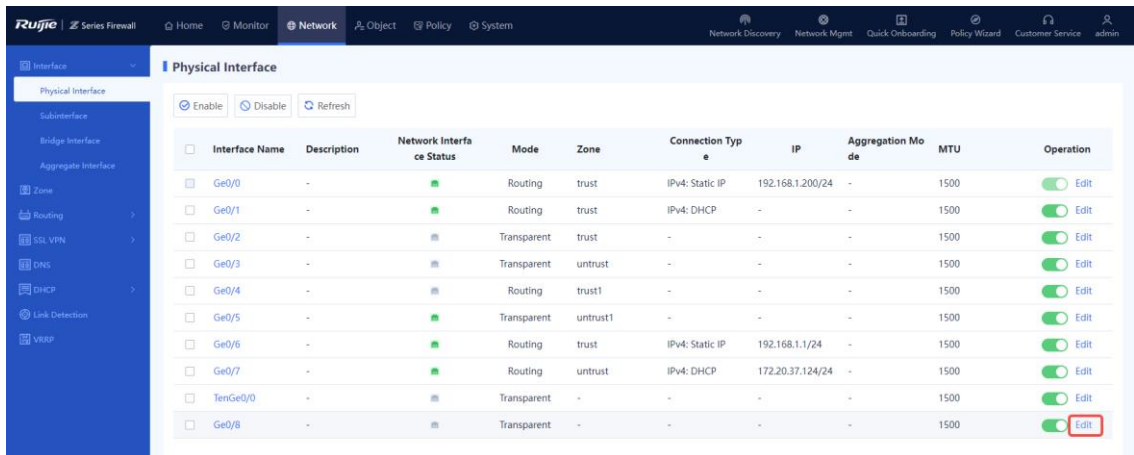 Ruijie | Z Series Firewall Home Monitor Network Object Policy System Network Discovery Network Mgmt Quick Onboarding Policy Wizard Customer Service admin
Interface
Physical Interface
Subinterface
Bridge Interface
Aggregate Interface
Zone
Routing
SSL VPN
DNS
DHCP
Link Detection
VRRP
Physical Interface
Enable Disable Refresh
Interface Name Description Network Interfa Mode Zone Connection Typ IP Aggregation Mo MTU Operation
ce Status e de
Ge0/0 - Routing trust IPv4: Static IP 192.168.1.200/24 - 1500 Edit
Ge0/1 - Routing trust IPv4: DHCP - - 1500 Edit
Ge0/2 - Transparent trust - - - 1500 Edit
Ge0/3 - Transparent untrust - - - 1500 Edit
Ge0/4 - Routing trust1 - - - 1500 Edit
Ge0/5 - Transparent untrust1 - - - 1500 Edit
Ge0/6 - Routing trust IPv4: Static IP 192.168.1.1/24 - 1500 Edit
Ge0/7 - Routing untrust IPv4: DHCP 172.20.37.124/24 - 1500 Edit
TenGe0/0 - Transparent - - - - 1500 Edit
Ge0/8 - Transparent - - - - 1500 Edit